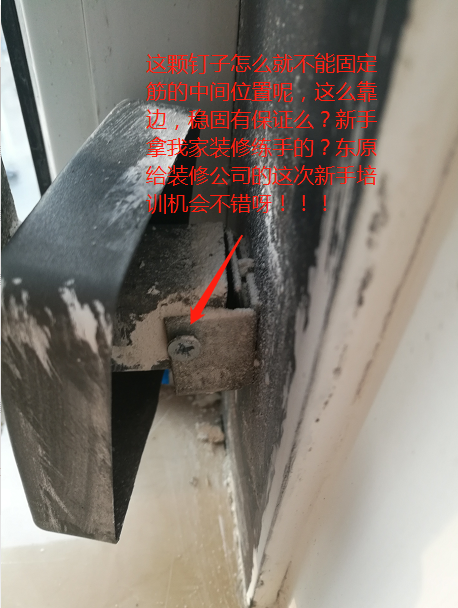 这颗钉子怎么就不能固定
筋的中间位置呢，这么靠
边，稳固有保证么？新手
拿我家装修练手的？东原
给装修公司的这次新手培
训机会不错呀！！！